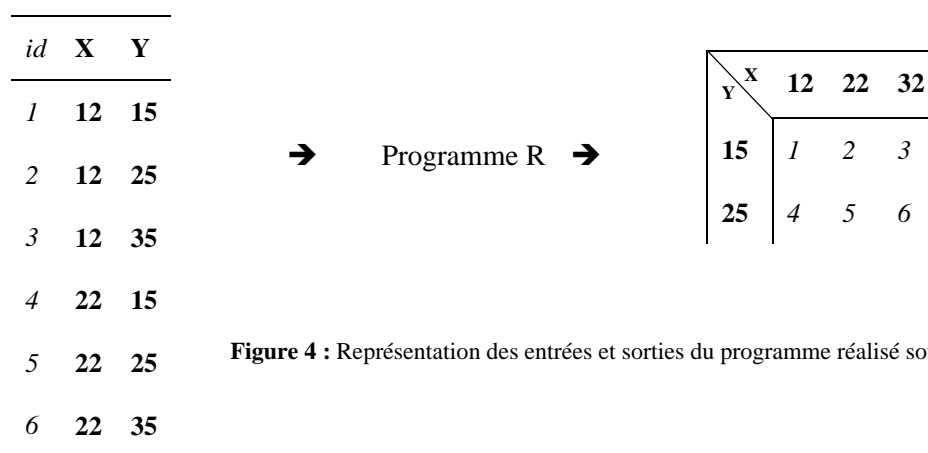 id X Y
1 12 15
2 12 25
3 12 35
4 22 15
5 22 25
6 22 35
➔ Programme R ➔
X 12 22 32
Y
15 1 2 3
25 4 5 6
Figure 4 : Représentation des entrées et sorties du programme réalisé